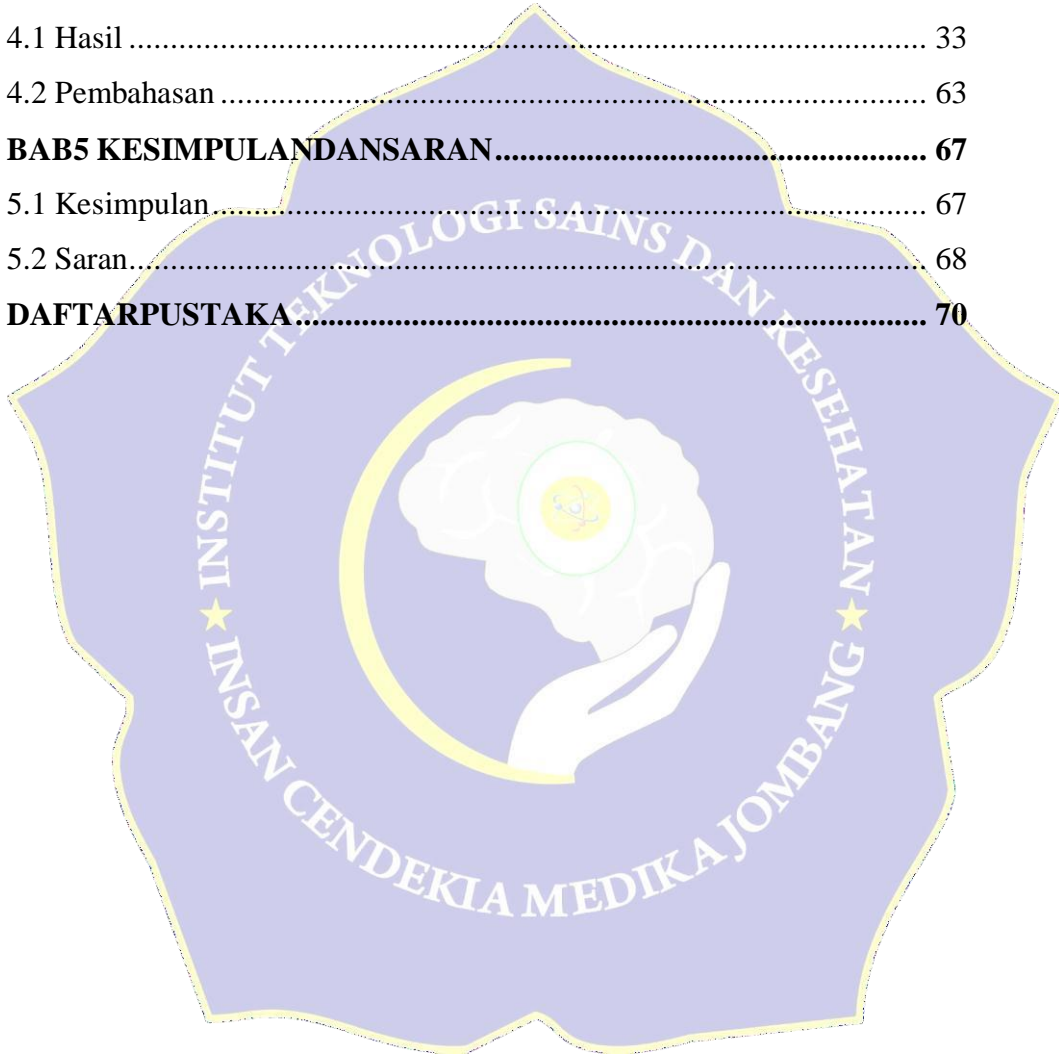 4.1 Hasil ........................................................................................................ 33
4.2 Pembahasan ............................................................................................ 63
BAB5 KESIMPULANDANSARAN..................................................... 67
5.1 Kesimpulan.............................................................................................. 67
5.2 Saran........................................................................................................ 68
DAFTARPUSTAKA............................................................................... 70
INSTITUT TEKNOLOGI SAINS DAN KESEHATAN
INSAN CENDEKIA MEDIKA JOMBANG